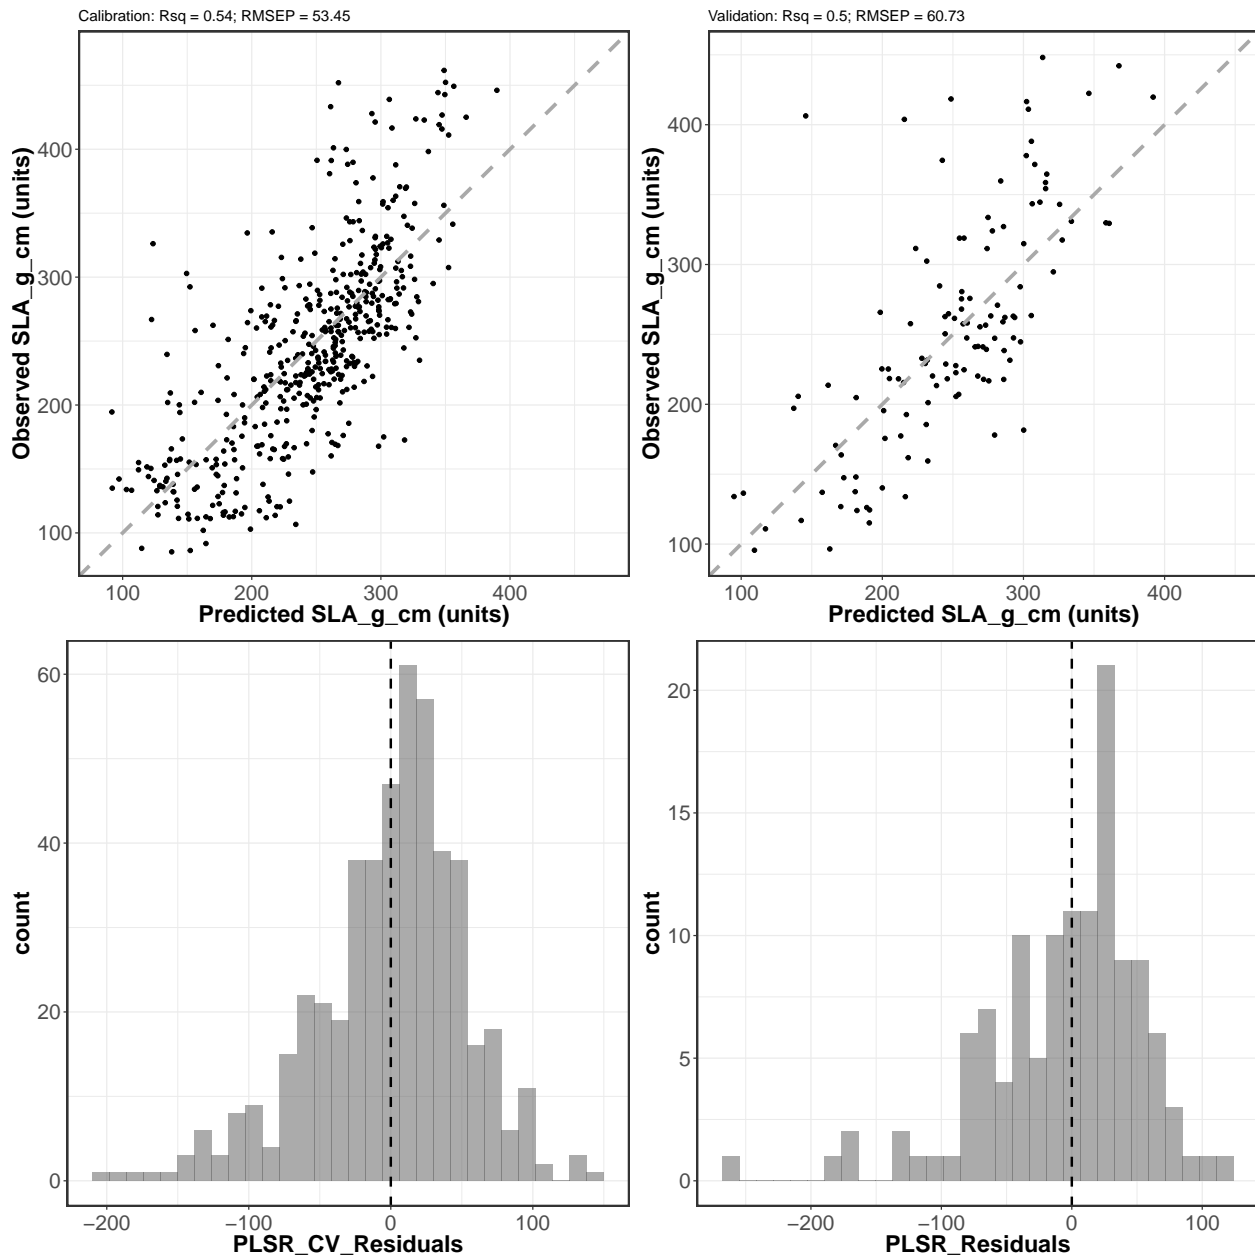 Calibration: Rsq = 0.54; RMSEP = 53.45
Validation: Rsq = 0.5; RMSEP = 60.73
Observed SLA_g_cm (units)
400
300
200
100
100 200 300 400
Predicted SLA_g_cm (units)
Observed SLA_g_cm (units)
400
300
200
100
100 200 300 400
Predicted SLA_g_cm (units)
count
60
40
20
0
−200 −100 0 100
PLSR_CV_Residuals
count
20
15
10
5
0
−200 −100 0 100
PLSR_Residuals